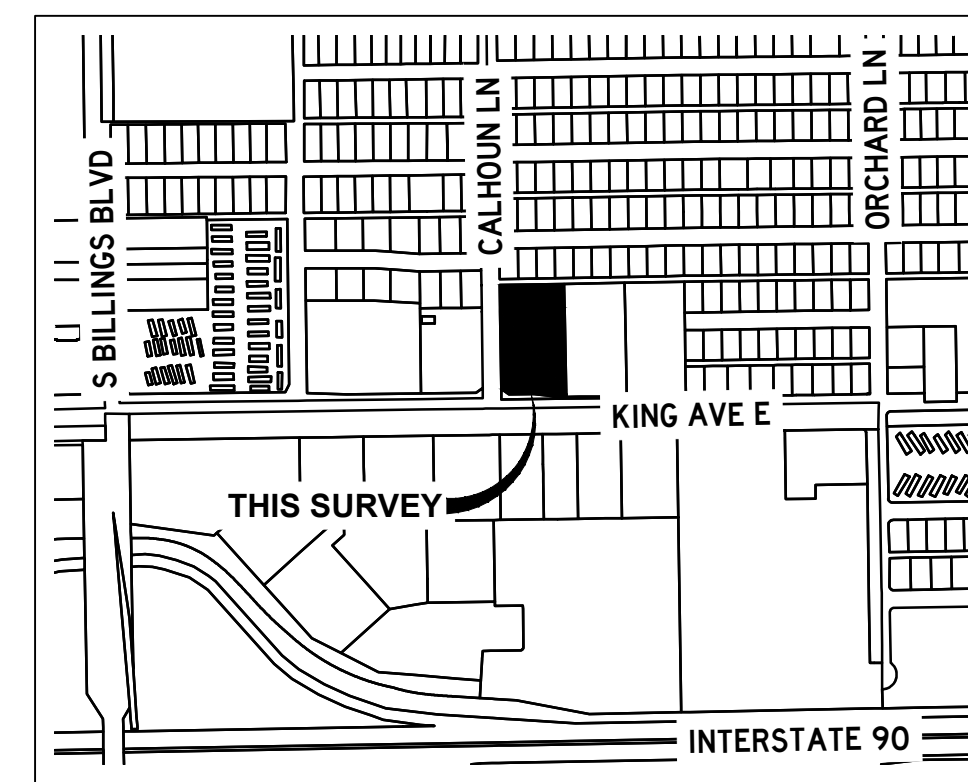 S BILLINGS BLVD
CALHOUN LN
ORCHARD LN
KING AVE E
THIS SURVEY
INTERSTATE 90